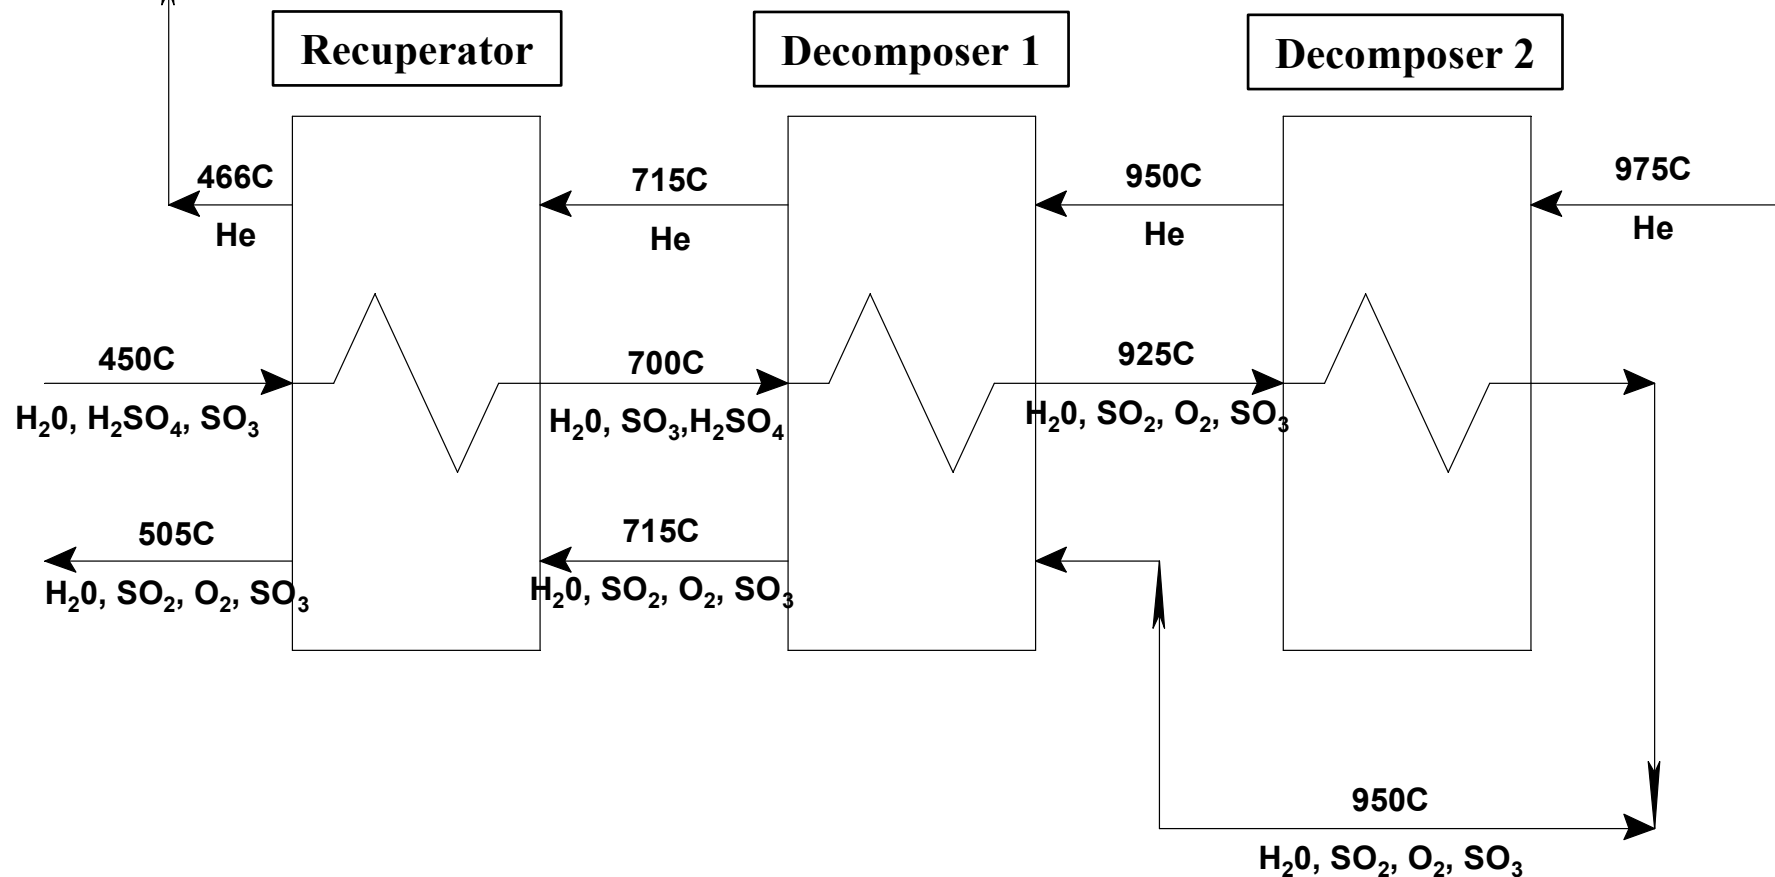 Recuperator
Decomposer 1
Decomposer 2
466C
He
715C
He
950C
He
975C
He
450C
H₂0, H₂SO₄, SO₃
700C
H₂0, SO₃,H₂SO₄
925C
H₂0, SO₂, O₂, SO₃
505C
H₂0, SO₂, O₂, SO₃
715C
H₂0, SO₂, O₂, SO₃
950C
H₂0, SO₂, O₂, SO₃